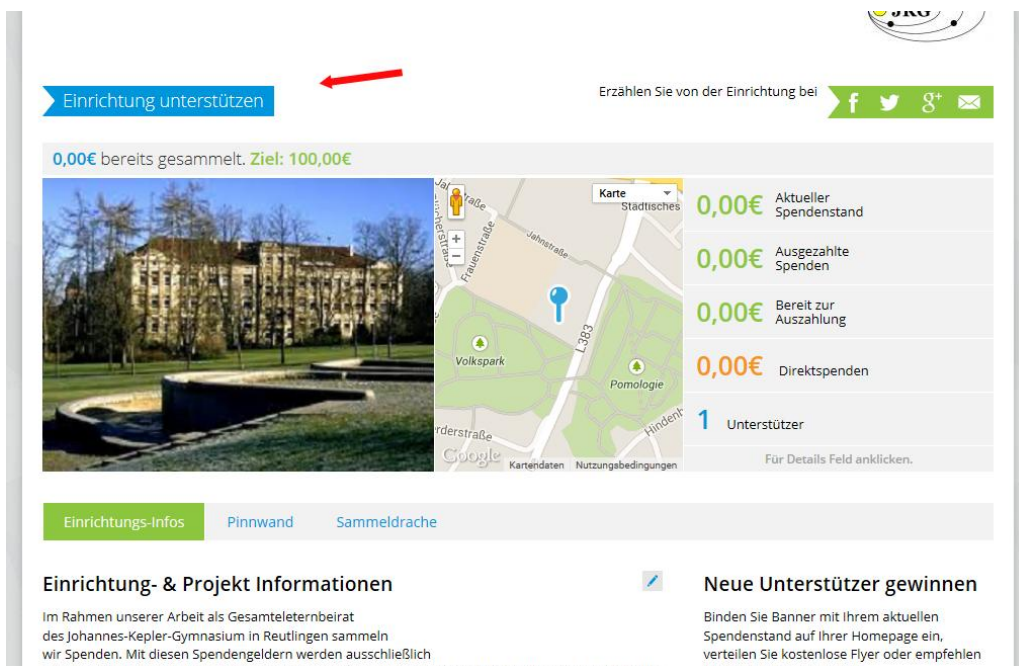 JKG
Einrichtung unterstützen
Erzählen Sie von der Einrichtung bei
f
g+
0,00€ bereits gesammelt. Ziel: 100,00€
Karte
Städtisches
Jahnstraße
Frauenstraße
L383
Volkspark
Pomologie
rderstraße
Hindenb
Google
Kartendaten Nutzungsbedingungen
0,00€ Aktueller
Spendenstand
0,00€ Ausgezahlte
Spenden
0,00€ Bereit zur
Auszahlung
0,00€ Direktspenden
1 Unterstützer
Für Details Feld anklicken.
Einrichtungs-Infos Pinnwand Sammeldrache
Einrichtung- & Projekt Informationen
Im Rahmen unserer Arbeit als Gesamteleternbeirat
des Johannes-Kepler-Gymnasium in Reutlingen sammeln
wir Spenden. Mit diesen Spendengeldern werden ausschließlich
Neue Unterstützer gewinnen
Binden Sie Banner mit Ihrem aktuellen
Spendenstand auf Ihrer Homepage ein,
verteilen Sie kostenlose Flyer oder empfehlen